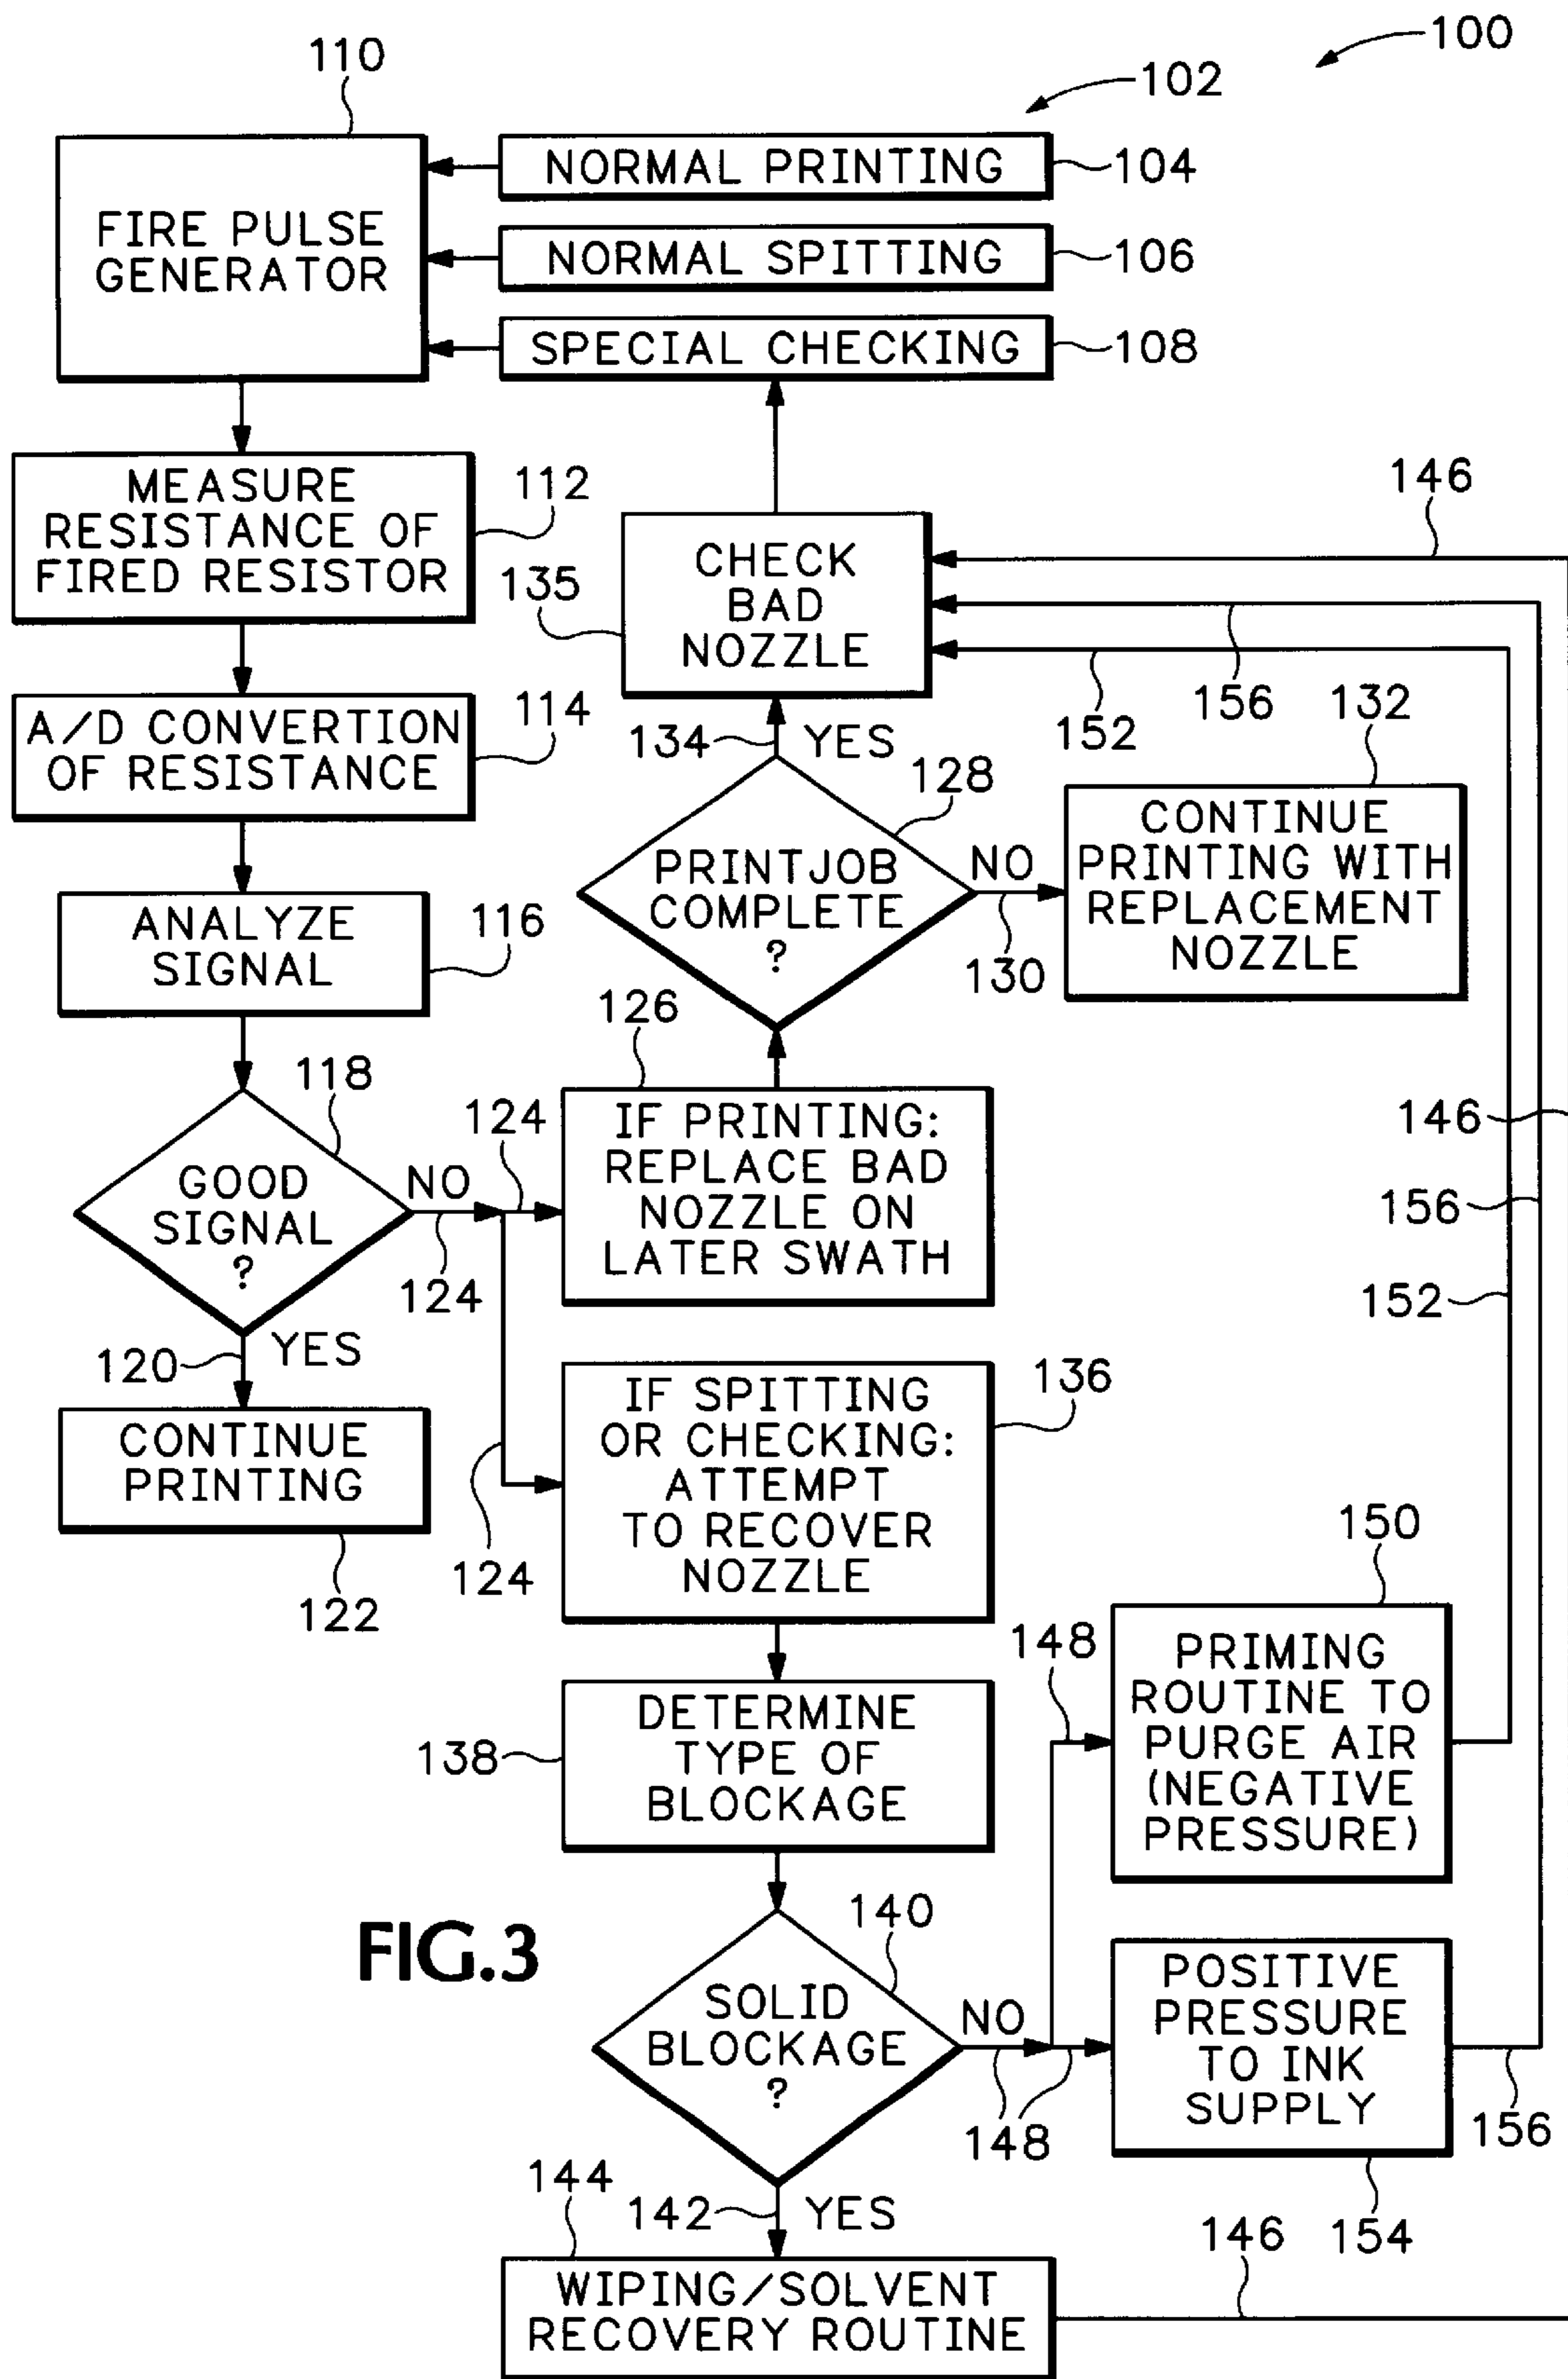 100
102
110
FIRE PULSE
GENERATOR
NORMAL PRINTING
104
NORMAL SPITTING
106
SPECIAL CHECKING
108
MEASURE
RESISTANCE OF
FIRED RESISTOR
112
A/D CONVERTION
OF RESISTANCE
114
ANALYZE
SIGNAL
116
118
GOOD
SIGNAL
?
NO
124
124
120
YES
CONTINUE
PRINTING
122
124
CHECK
BAD
NOZZLE
135
146
156
152
134
YES
128
PRINTJOB
COMPLETE
?
NO
130
132
CONTINUE
PRINTING WITH
REPLACEMENT
NOZZLE
126
IF PRINTING:
REPLACE BAD
NOZZLE ON
LATER SWATH
146
156
152
136
IF SPITTING
OR CHECKING:
ATTEMPT
TO RECOVER
NOZZLE
138
DETERMINE
TYPE OF
BLOCKAGE
FIG.3
140
SOLID
BLOCKAGE
?
NO
148
148
150
PRIMING
ROUTINE TO
PURGE AIR
(NEGATIVE
PRESSURE)
POSITIVE
PRESSURE
TO INK
SUPPLY
156
154
144
142
YES
WIPING/SOLVENT
RECOVERY ROUTINE
146